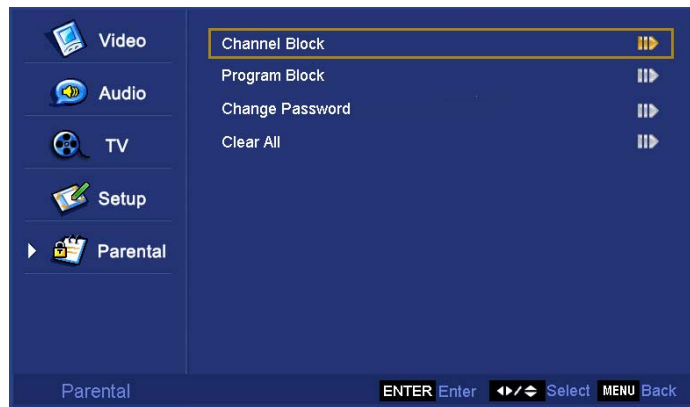 Video
Audio
TV
Setup
Parental
Channel Block
Program Block
Change Password
Clear All
Parental
ENTER Enter Select MENU Back